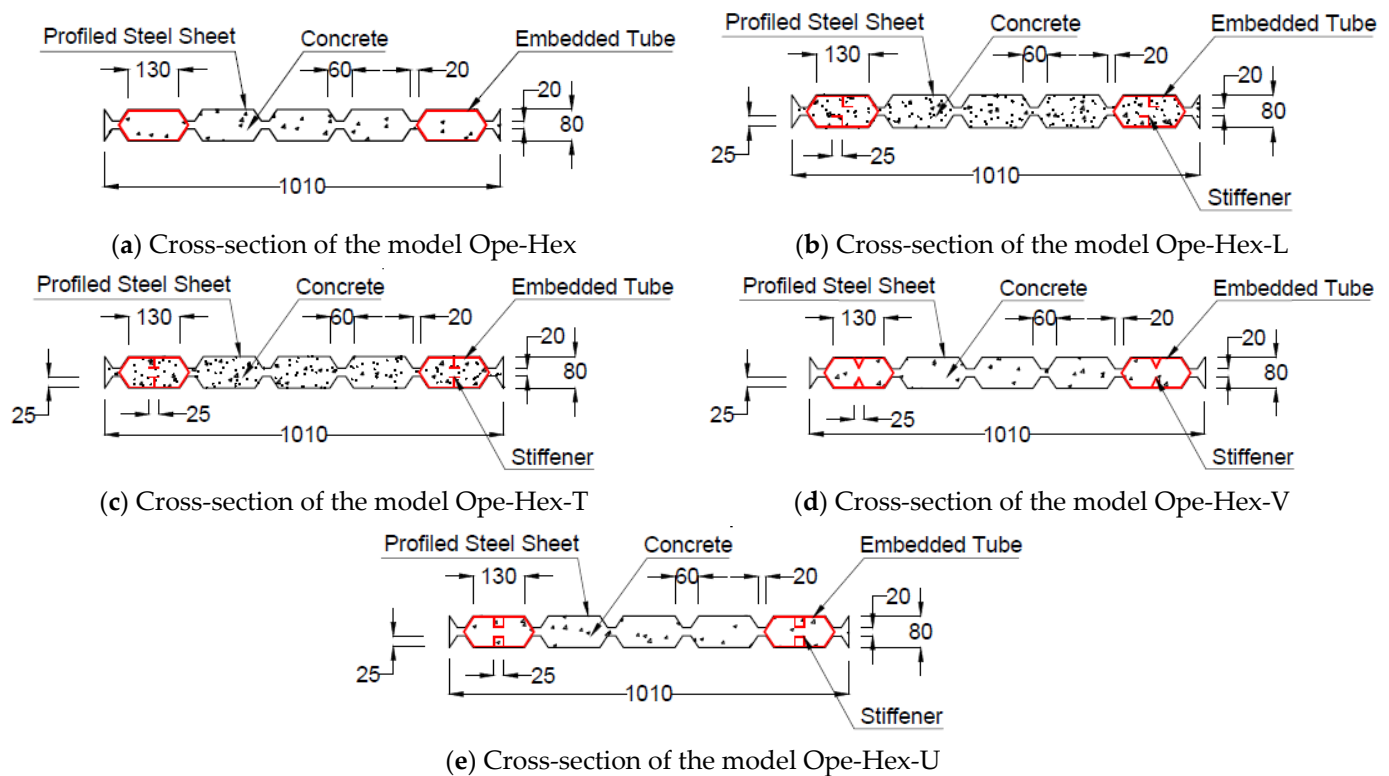 Profiled Steel Sheet Concrete Embedded Tube
130 60 20
20
80
1010
(a) Cross-section of the model Ope-Hex
Profiled Steel Sheet Concrete Embedded Tube
130 60 20
20
80
25
25
1010
Stiffener
(b) Cross-section of the model Ope-Hex-L
Profiled Steel Sheet Concrete Embedded Tube
130 60 20
20
80
25
25
1010
Stiffener
(c) Cross-section of the model Ope-Hex-T
Profiled Steel Sheet Concrete Embedded Tube
130 60 20
20
80
25
25
1010
Stiffener
(d) Cross-section of the model Ope-Hex-V
Profiled Steel Sheet Concrete Embedded Tube
130 60 20
20
80
25
25
1010
Stiffener
(e) Cross-section of the model Ope-Hex-U